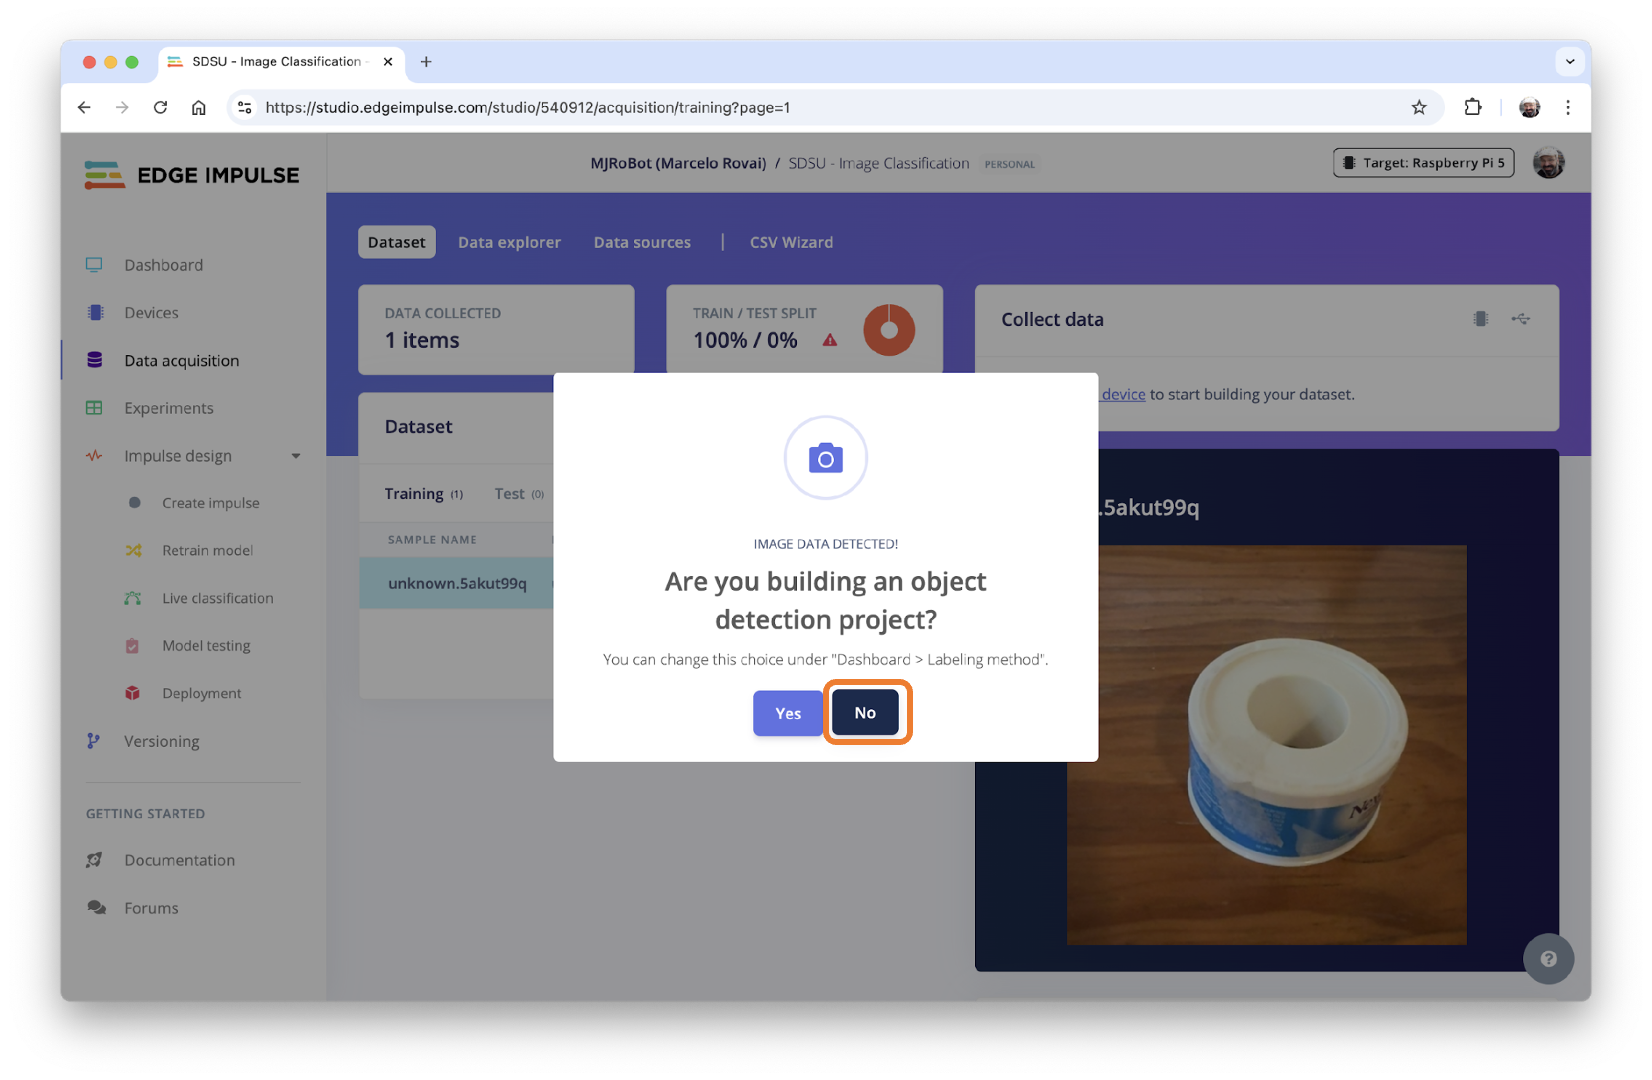 SDSU - Image Classification -
https://studio.edgeimpulse.com/studio/540912/acquisition/training?page=1
EDGE IMPULSE
MJRoBot (Marcelo Rovai) / SDSU - Image Classification PERSONAL
Target: Raspberry Pi 5
Dashboard
Devices
Data acquisition
Experiments
Impulse design
Create impulse
Retrain model
Live classification
Model testing
Deployment
Versioning
GETTING STARTED
Documentation
Forums
Dataset Data explorer Data sources | CSV Wizard
DATA COLLECTED
1 items
TRAIN / TEST SPLIT
100% / 0%
Collect data
device to start building your dataset.
Dataset
Training (1) Test (0)
SAMPLE NAME
unknown.5akut99q
.5akut99q
IMAGE DATA DETECTED!
Are you building an object
detection project?
You can change this choice under "Dashboard > Labeling method".
Yes
No